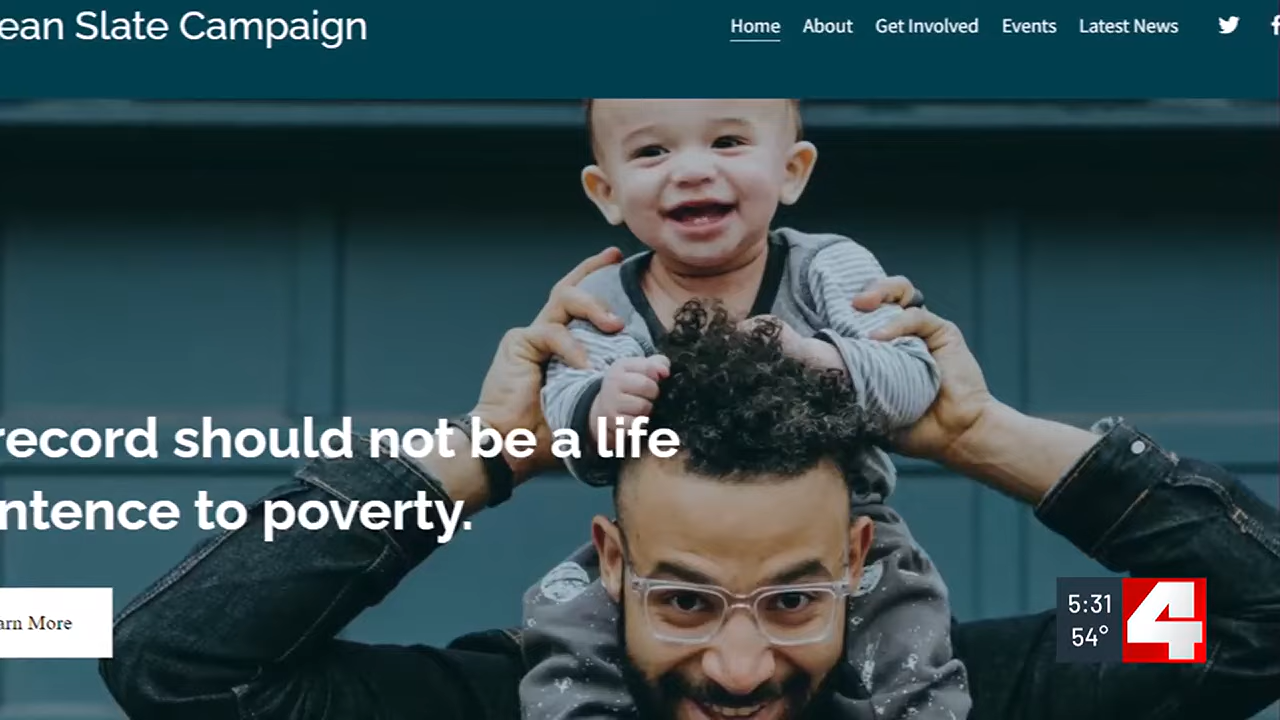 ean Slate Campaign
Home About Get Involved Events Latest News
record should not be a life
ntence to poverty.
arn More
5:31
54°
4